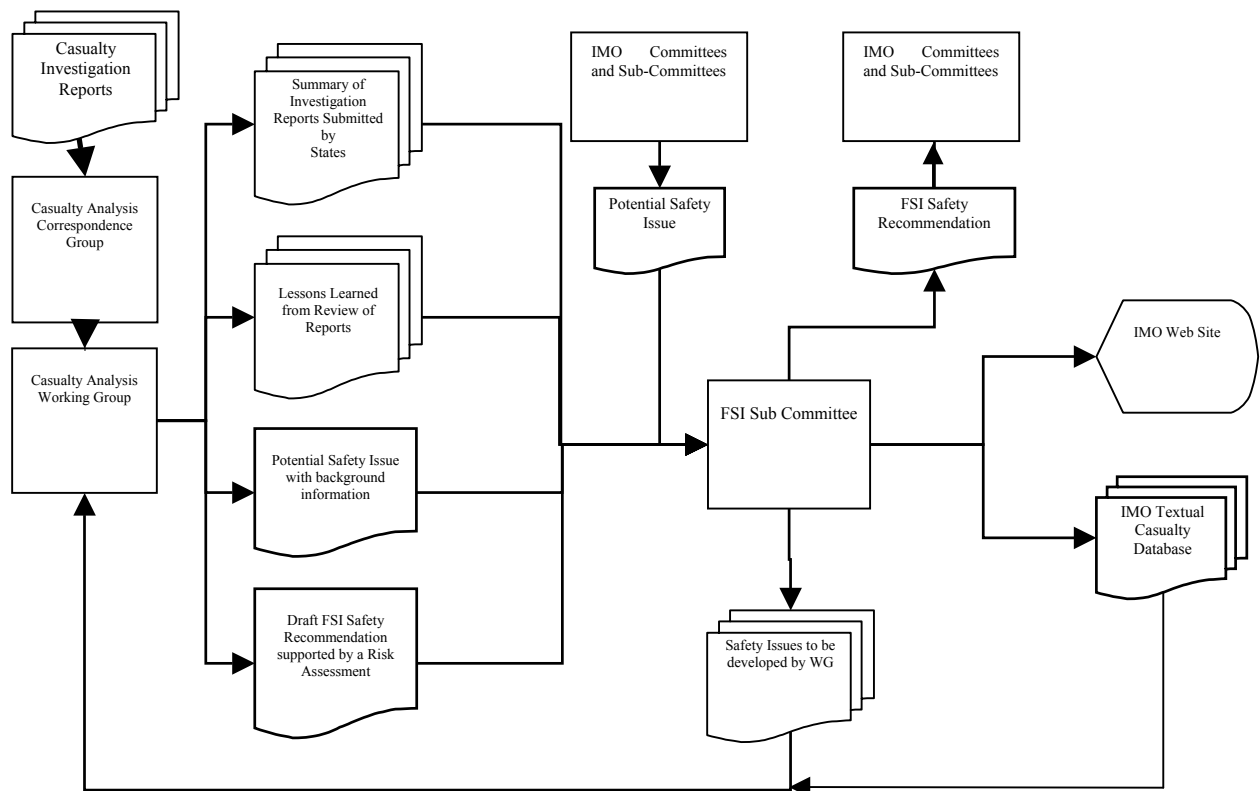 Casualty
Investigation
Reports
Casualty Analysis
Correspondence
Group
Casualty Analysis
Working Group
Summary of
Investigation
Reports Submitted
by
States
Lessons Learned
from Review of
Reports
Potential Safety Issue
with background
information
Draft FSI Safety
Recommendation
supported by a Risk
Assessment
IMO Committees
and Sub-Committees
Potential Safety
Issue
IMO Committees
and Sub-Committees
FSI Safety
Recommendation
FSI Sub Committee
Safety Issues to be
developed by WG
IMO Web Site
IMO Textual
Casualty
Database